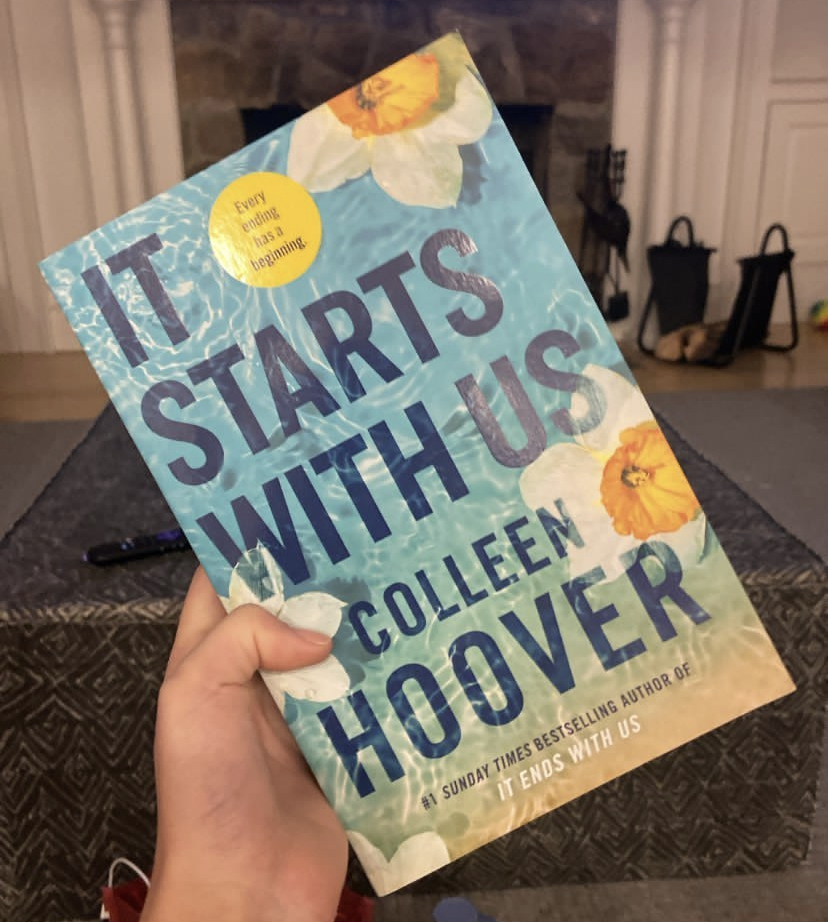 Every
ending
has a
beginning.
IT
STARTS
WITH US
COLLEEN
HOOVER
#1 SUNDAY TIMES BESTSELLING AUTHOR OF
IT ENDS WITH US